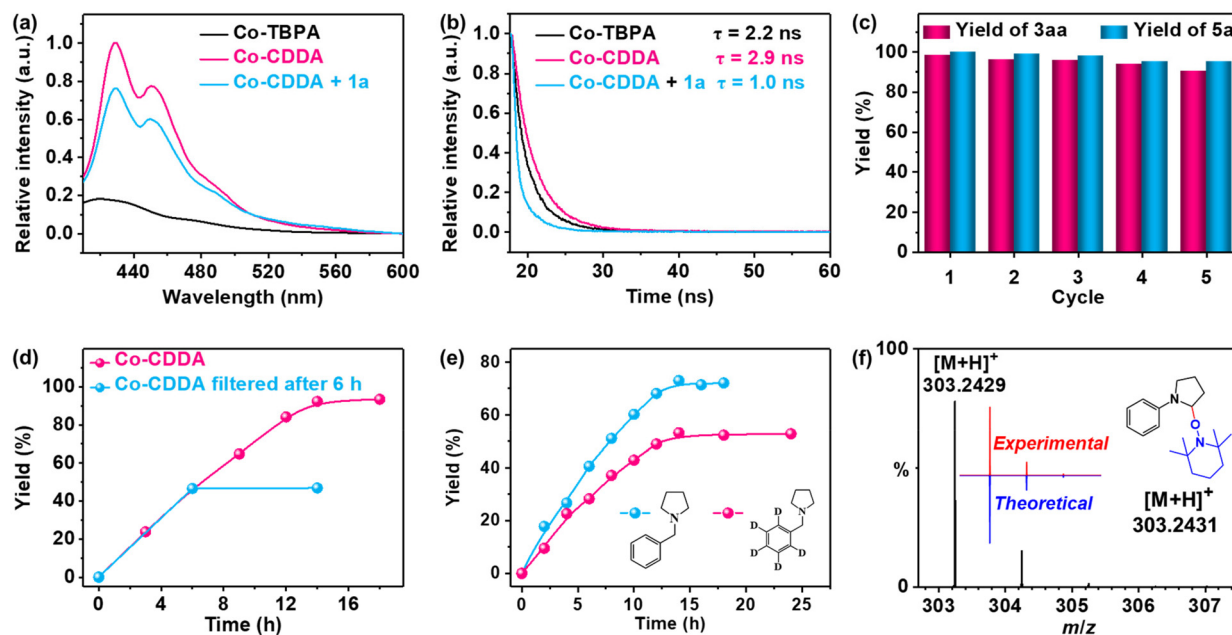 (a)
Co-TBPA
Co-CDDA
Co-CDDA + 1a
Relative intensity (a.u.)
1.0
0.8
0.6
0.4
0.2
0.0
440 480 520 560 600
Wavelength (nm)
(b)
Co-TBPA τ = 2.2 ns
Co-CDDA τ = 2.9 ns
Co-CDDA + 1a τ = 1.0 ns
Relative intensity (a.u.)
1.0
0.8
0.6
0.4
0.2
0.0
20 30 40 50 60
Time (ns)
(c)
Yield of 3aa Yield of 5a
Yield (%)
100
80
60
40
20
0
1 2 3 4 5
Cycle
(d)
Co-CDDA
Co-CDDA filtered after 6 h
Yield (%)
100
80
60
40
20
0
0 4 8 12 16
Time (h)
(e)
Yield (%)
80
60
40
20
0
N
N
D
D
D
D
D
0 5 10 15 20 25
Time (h)
(f)
100
%
0
[M+H]+
303.2429
Experimental
Theoretical
N
O
N
[M+H]+
303.2431
303 304 305 306 307
m/z